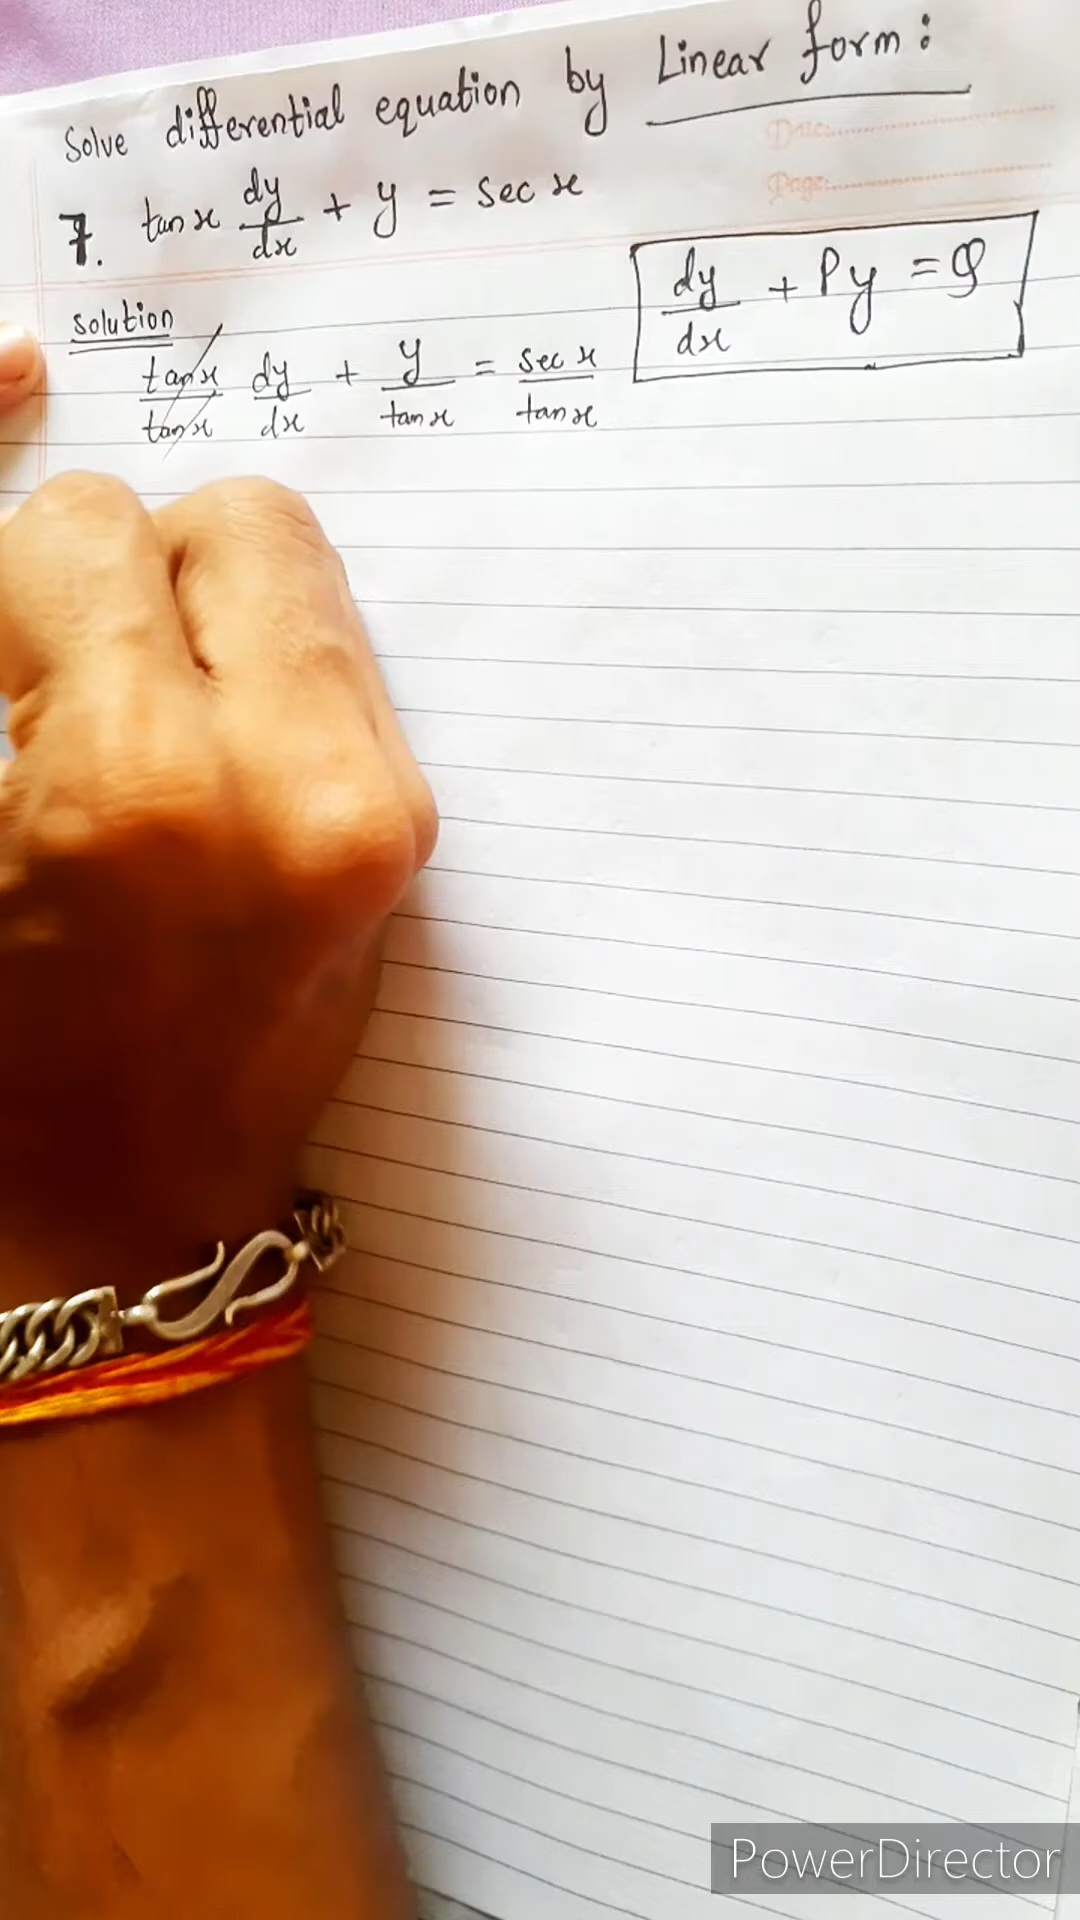 Solve differential equation by Linear form :
Date:
Page:
7. tan x dy/dx + y = sec x
dy/dx + Py = Q
Solution
tan x/tan x dy/dx + y/tan x = sec x/tan x
PowerDirector